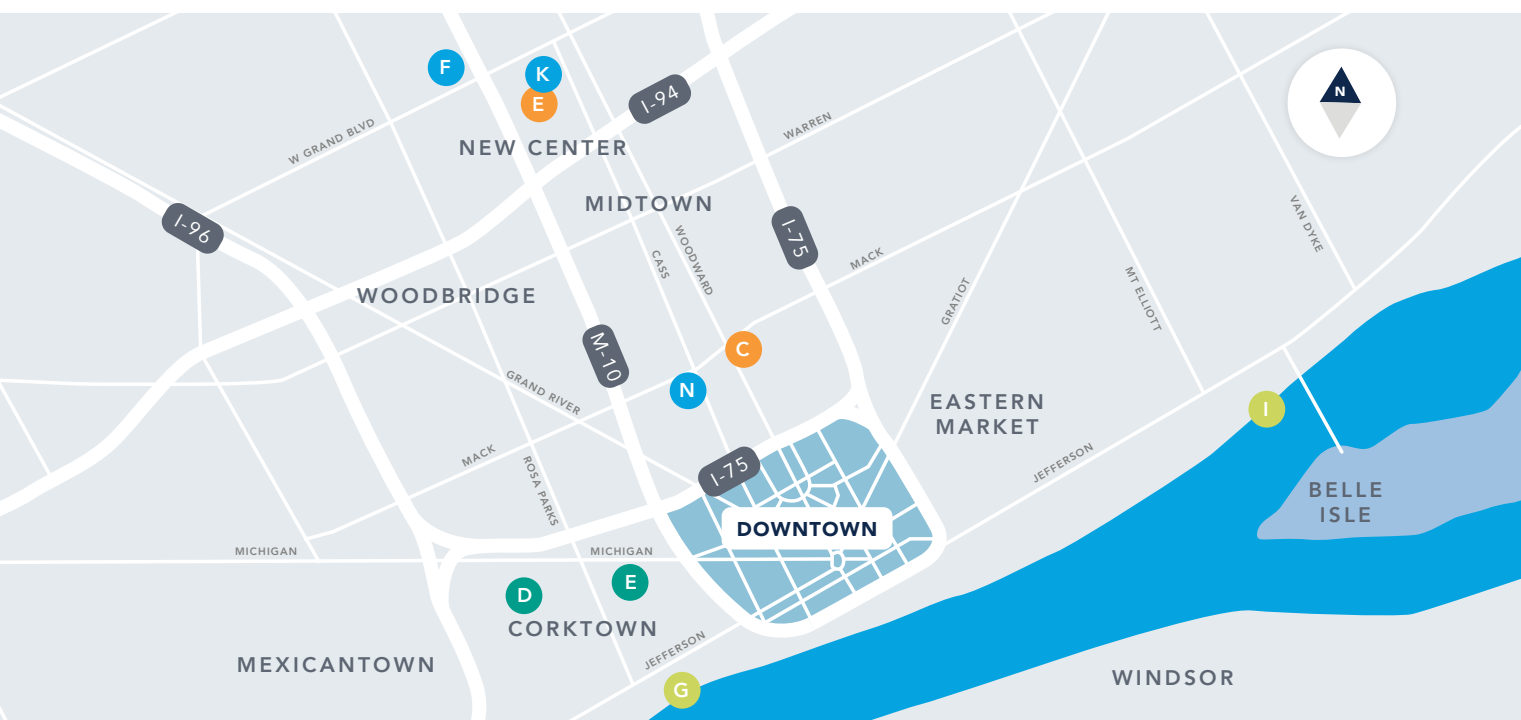 F
K
E
I-94
N
W GRAND BLVD
NEW CENTER
WARREN
MIDTOWN
I-96
I-75
VAN DYKE
WOODWARD
CASS
MACK
MT ELLIOTT
GRATIOT
WOODBRIDGE
M-10
C
N
GRAND RIVER
EASTERN
MARKET
I
MACK
I-75
JEFFERSON
ROSA PARKS
BELLE
ISLE
DOWNTOWN
MICHIGAN
MICHIGAN
D
E
CORKTOWN
JEFFERSON
MEXICANTOWN
WINDSOR
G